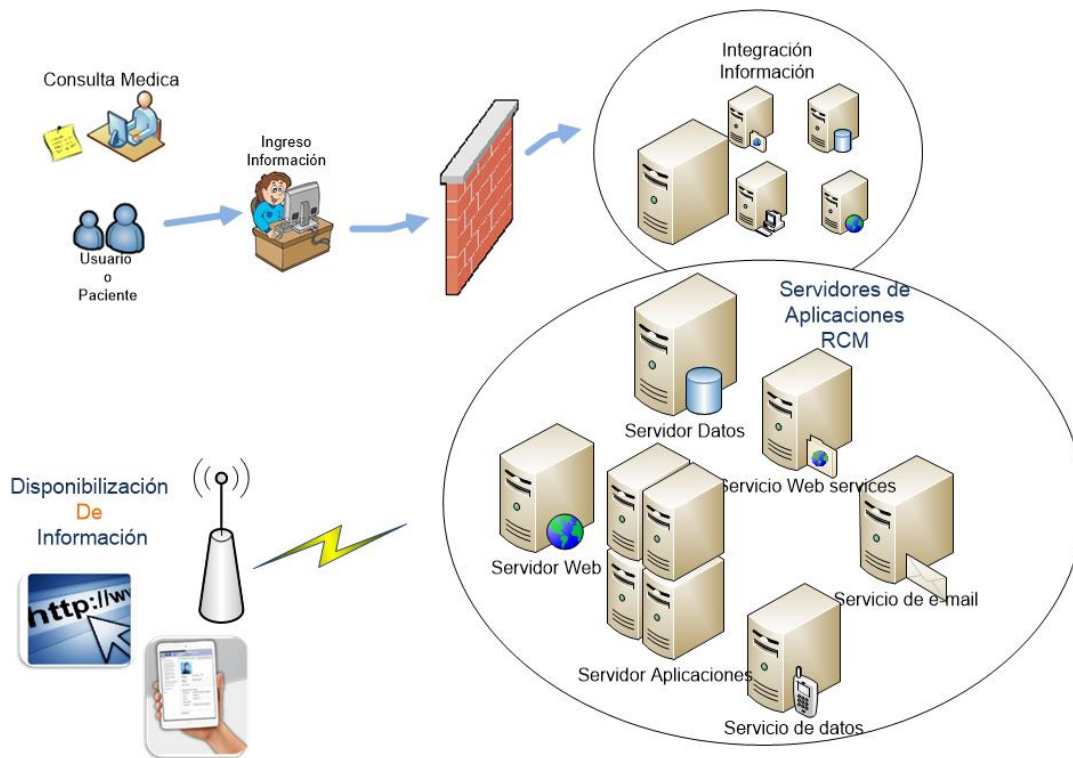 Consulta Medica
Usuario
o
Paciente
Ingreso
Información
Integración
Información
Servidores de
Aplicaciones
RCM
Servidor Datos
Servicio Web services
Servidor Web
Servicio de e-mail
Servidor Aplicaciones
Servicio de datos
Disponibilización
De
Información
http://ww